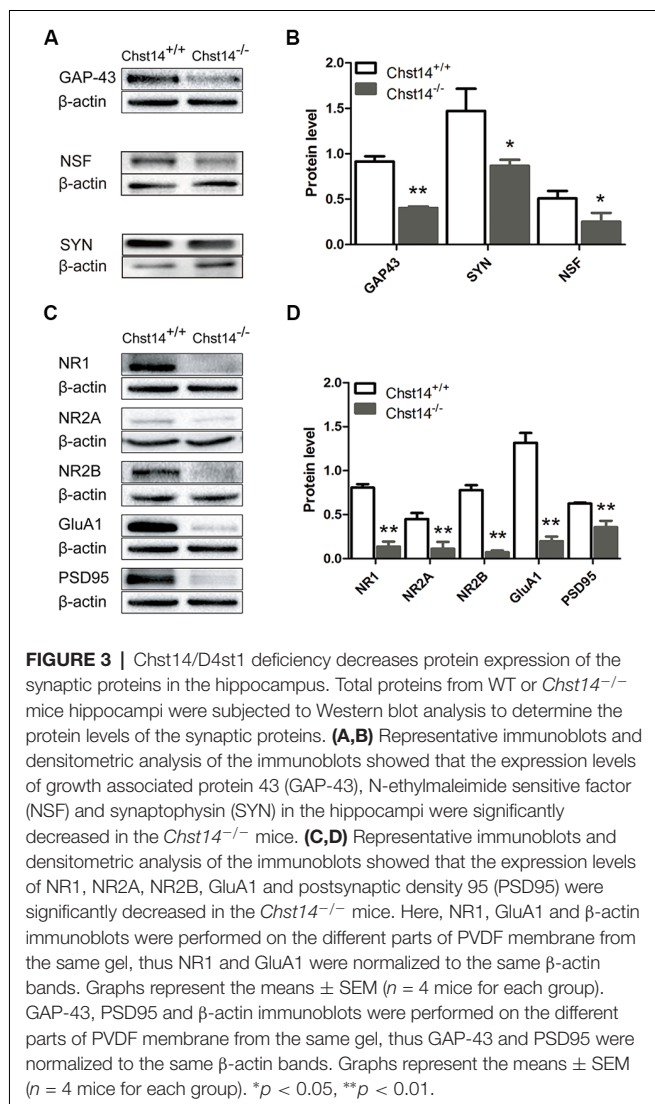 A
Chst14+/+ Chst14-/-
GAP-43
β-actin
NSF
β-actin
SYN
β-actin
B
Chst14+/+
Chst14-/-
Protein level
2.0
1.5
1.0
0.5
0.0
**
*
*
GAP43
SYN
NSF
C
Chst14+/+ Chst14-/-
NR1
β-actin
NR2A
β-actin
NR2B
β-actin
GluA1
β-actin
PSD95
β-actin
D
Chst14+/+
Chst14-/-
Protein level
2.0
1.5
1.0
0.5
0.0
**
**
**
**
**
NR1
NR2A
NR2B
GluA1
PSD95
FIGURE 3 | Chst14/D4st1 deficiency decreases protein expression of the
synaptic proteins in the hippocampus. Total proteins from WT or Chst14−/−
mice hippocampi were subjected to Western blot analysis to determine the
protein levels of the synaptic proteins. (A,B) Representative immunoblots and
densitometric analysis of the immunoblots showed that the expression levels
of growth associated protein 43 (GAP-43), N-ethylmaleimide sensitive factor
(NSF) and synaptophysin (SYN) in the hippocampi were significantly
decreased in the Chst14−/− mice. (C,D) Representative immunoblots and
densitometric analysis of the immunoblots showed that the expression levels
of NR1, NR2A, NR2B, GluA1 and postsynaptic density 95 (PSD95) were
significantly decreased in the Chst14−/− mice. Here, NR1, GluA1 and β-actin
immunoblots were performed on the different parts of PVDF membrane from
the same gel, thus NR1 and GluA1 were normalized to the same β-actin
bands. Graphs represent the means ± SEM (n = 4 mice for each group).
GAP-43, PSD95 and β-actin immunoblots were performed on the different
parts of PVDF membrane from the same gel, thus GAP-43 and PSD95 were
normalized to the same β-actin bands. Graphs represent the means ± SEM
(n = 4 mice for each group). *p < 0.05, **p < 0.01.